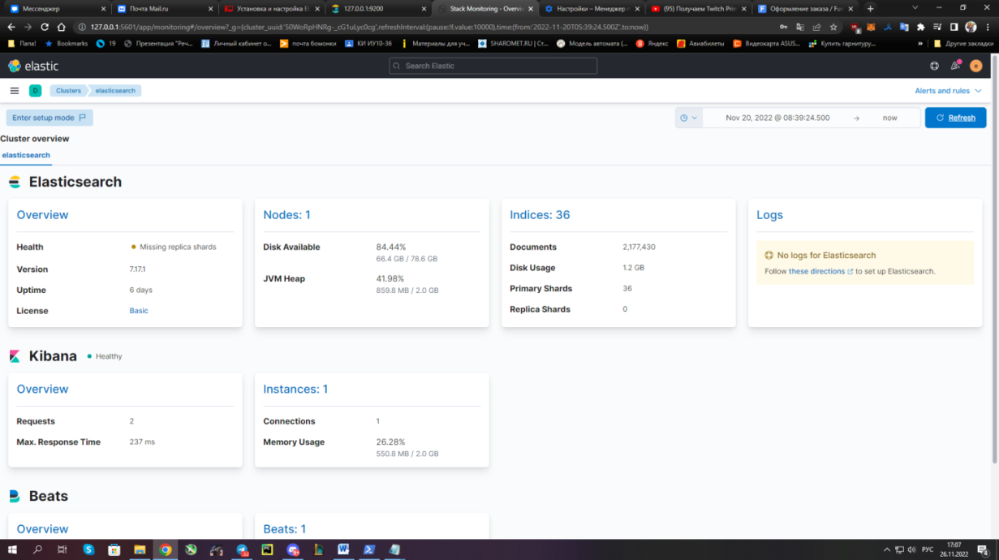 Мессенджер
Почта Mail.ru
Установка и настройка El
127.0.0.1:9200
Stack Monitoring - Overvie
Настройки – Менеджер п
(95) Получаем Twitch Prim
Оформление заказа / Fun
127.0.0.1:5601/app/monitoring#/overview?_g=(cluster_uuid:'50WoRpHNRg-_cG1uLyc0cg',refreshInterval:(pause:!f,value:10000),time:(from:'2022-11-20T05:39:24.500Z',to:now))
Папа!
Bookmarks
19
Презентация "Реч...
Личный кабинет о...
почта бомонки
КИ ИУ10-36
Материалы для уч...
SHAROMET.RU | Ст...
Модель автомата (...
Яндекс
Авиабилеты
Видеокарта ASUS...
Купить гарнитуру...
»
Другие закладки
elastic
Search Elastic
e
D
Clusters
elasticsearch
Alerts and rules
Enter setup mode
Nov 20, 2022 @ 08:39:24.500
→
now
Refresh
Cluster overview
elasticsearch
Elasticsearch
Overview
Health
Missing replica shards
Version
7.17.1
Uptime
6 days
License
Basic
Nodes: 1
Disk Available
84.44%
66.4 GB / 78.6 GB
JVM Heap
41.98%
859.8 MB / 2.0 GB
Indices: 36
Documents
2,177,430
Disk Usage
1.2 GB
Primary Shards
36
Replica Shards
0
Logs
No logs for Elasticsearch
Follow these directions to set up Elasticsearch.
Kibana
Healthy
Overview
Requests
2
Max. Response Time
237 ms
Instances: 1
Connections
1
Memory Usage
26.28%
550.8 MB / 2.0 GB
Beats
Overview
Beats: 1
РУС
17:07
26.11.2022